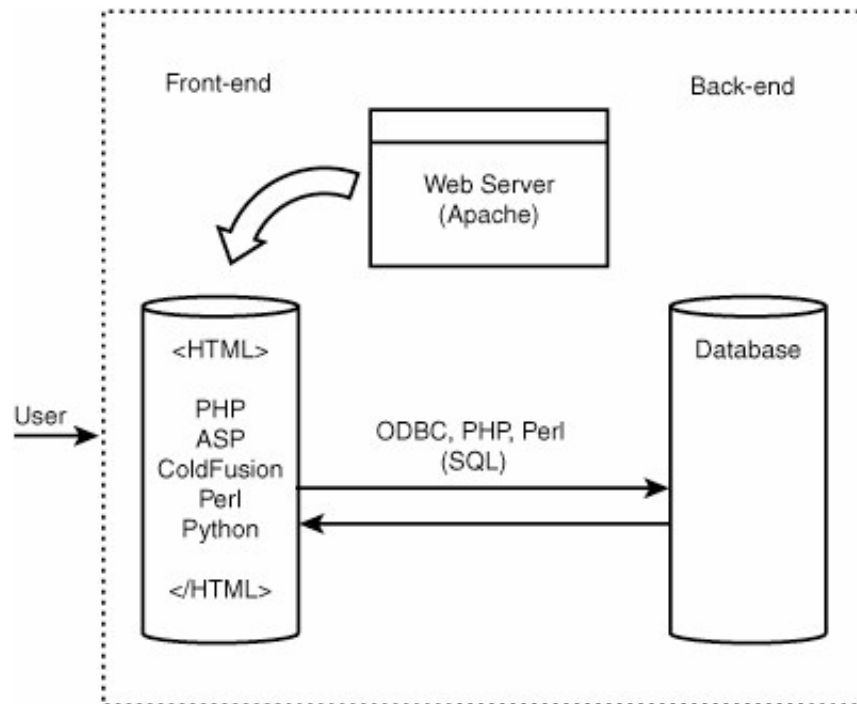 Front-end
Back-end
Web Server
(Apache)
<HTML>
PHP
ASP
ColdFusion
Perl
Python
</HTML>
User
ODBC, PHP, Perl
(SQL)
Database